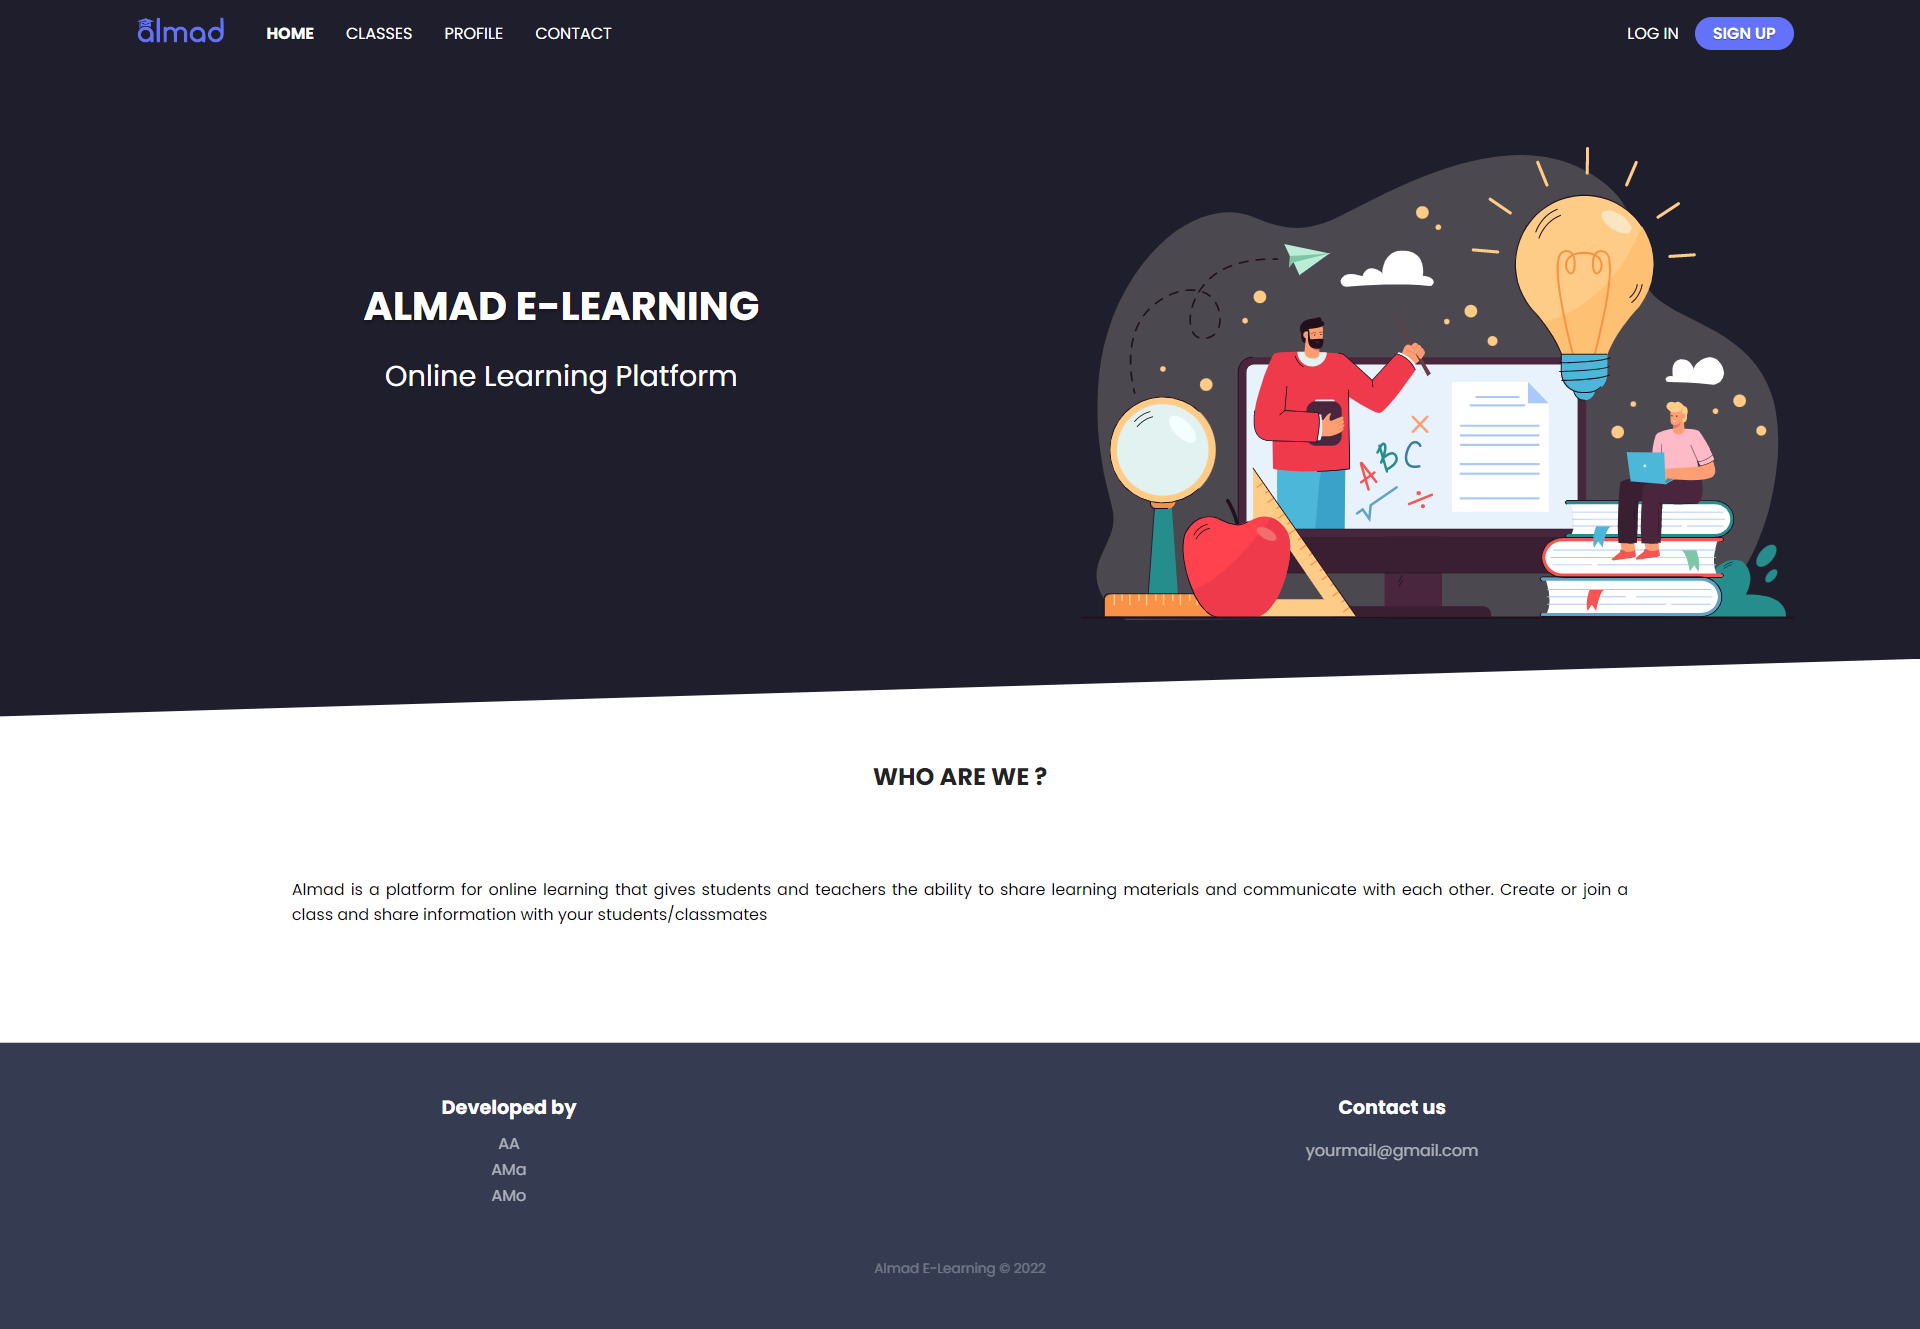 almad HOME CLASSES PROFILE CONTACT LOG IN SIGN UP
ALMAD E-LEARNING
Online Learning Platform
A B C
WHO ARE WE ?
Almad is a platform for online learning that gives students and teachers the ability to share learning materials and communicate with each other. Create or join a
class and share information with your students/classmates
Developed by
AA
AMa
AMo
Contact us
yourmail@gmail.com
Almad E-Learning © 2022